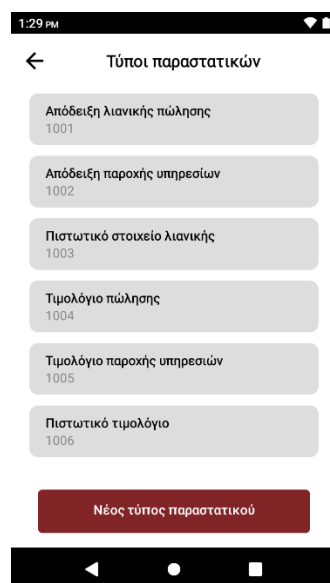 1:29 PM
Τύποι παραστατικών
Απόδειξη λιανικής πώλησης
1001
Απόδειξη παροχής υπηρεσίων
1002
Πιστωτικό στοιχείο λιανικής
1003
Τιμολόγιο πώλησης
1004
Τιμολόγιο παροχής υπηρεσιών
1005
Πιστωτικό τιμολόγιο
1006
Νέος τύπος παραστατικού